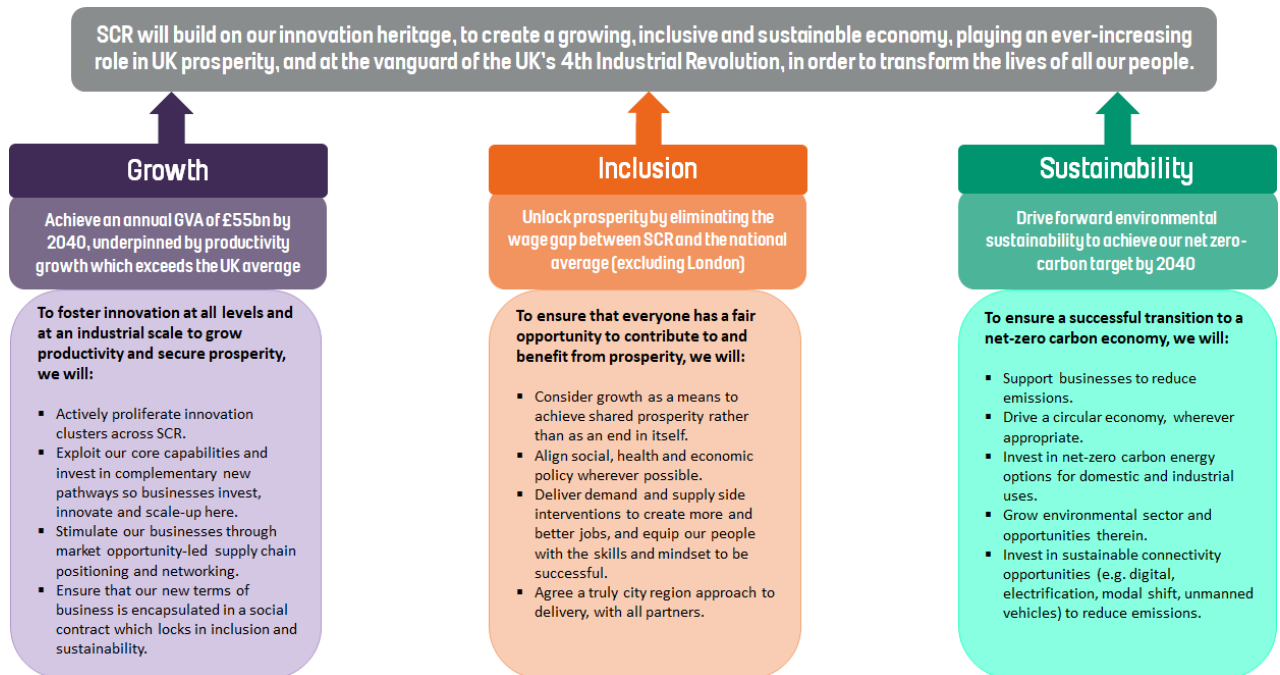 SCR will build on our innovation heritage, to create a growing, inclusive and sustainable economy, playing an ever-increasing
role in UK prosperity, and at the vanguard of the UK's 4th Industrial Revolution, in order to transform the lives of all our people.
Growth
Achieve an annual GVA of £55bn by
2040, underpinned by productivity
growth which exceeds the UK average
To foster innovation at all levels and
at an industrial scale to grow
productivity and secure prosperity,
we will:
▪ Actively proliferate innovation
clusters across SCR.
▪ Exploit our core capabilities and
invest in complementary new
pathways so businesses invest,
innovate and scale-up here.
▪ Stimulate our businesses through
market opportunity-led supply chain
positioning and networking.
▪ Ensure that our new terms of
business is encapsulated in a social
contract which locks in inclusion and
sustainability.
Inclusion
Unlock prosperity by eliminating the
wage gap between SCR and the national
average (excluding London)
To ensure that everyone has a fair
opportunity to contribute to and
benefit from prosperity, we will:
▪ Consider growth as a means to
achieve shared prosperity rather
than as an end in itself.
▪ Align social, health and economic
policy wherever possible.
▪ Deliver demand and supply side
interventions to create more and
better jobs, and equip our people
with the skills and mindset to be
successful.
▪ Agree a truly city region approach to
delivery, with all partners.
Sustainability
Drive forward environmental
sustainability to achieve our net zero-
carbon target by 2040
To ensure a successful transition to a
net-zero carbon economy, we will:
▪ Support businesses to reduce
emissions.
▪ Drive a circular economy, wherever
appropriate.
▪ Invest in net-zero carbon energy
options for domestic and industrial
uses.
▪ Grow environmental sector and
opportunities therein.
▪ Invest in sustainable connectivity
opportunities (e.g. digital,
electrification, modal shift, unmanned
vehicles) to reduce emissions.